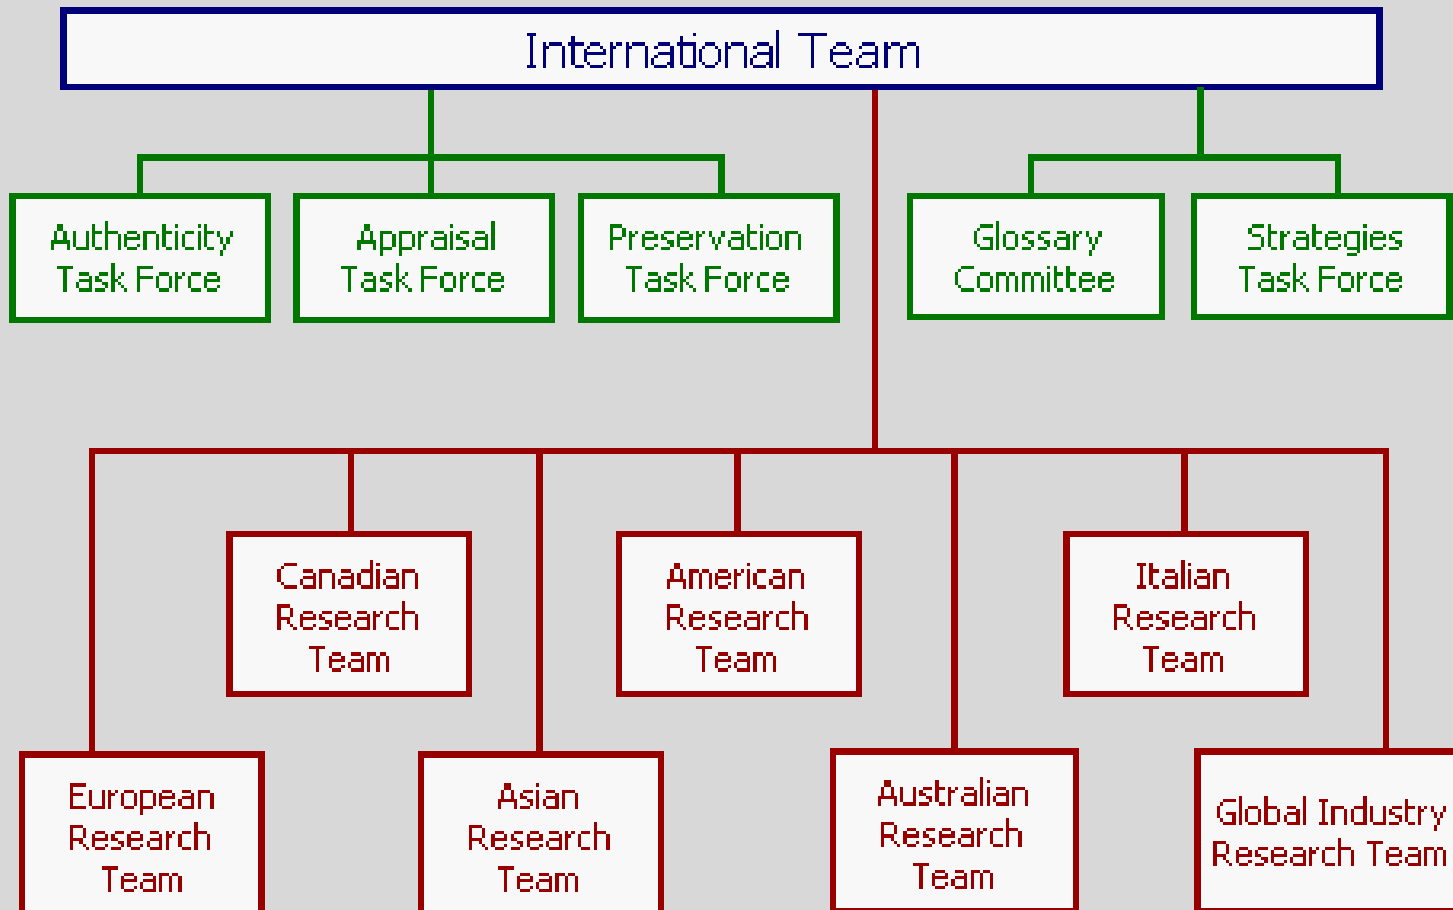 International Team
Authenticity
Task Force
Appraisal
Task Force
Preservation
Task Force
Glossary
Committee
Strategies
Task Force
Canadian
Research
Team
American
Research
Team
Italian
Research
Team
European
Research
Team
Asian
Research
Team
Australian
Research
Team
Global Industry
Research Team